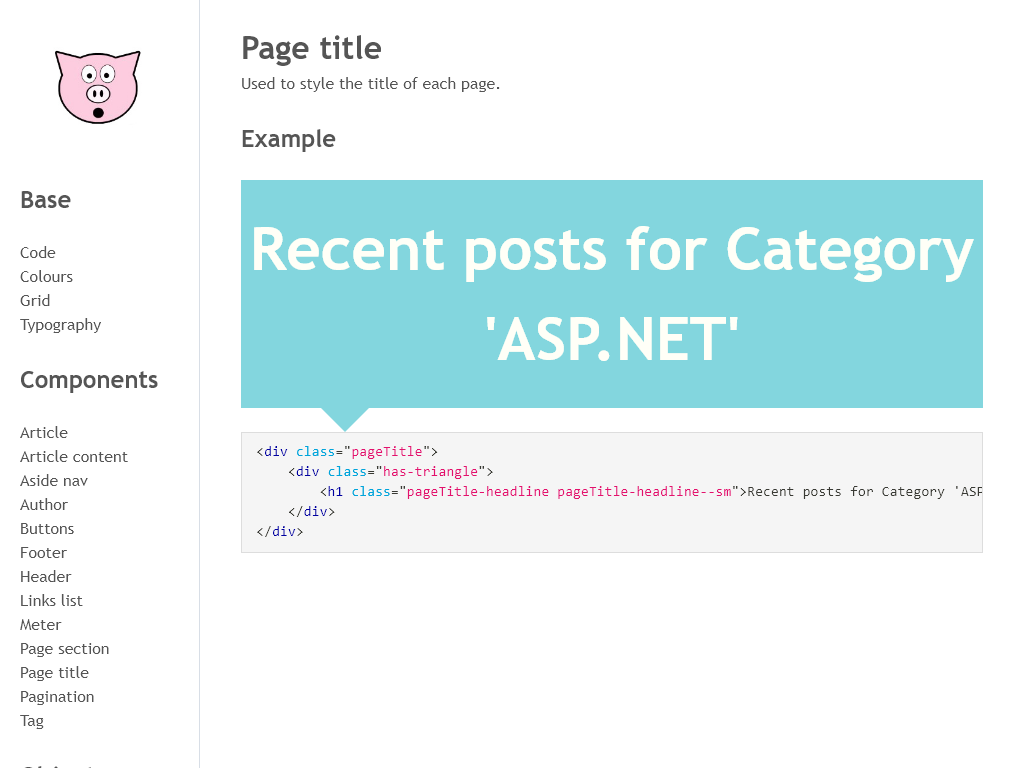 Base
Code
Colours
Grid
Typography
Components
Article
Article content
Aside nav
Author
Buttons
Footer
Header
Links list
Meter
Page section
Page title
Pagination
Tag
Page title
Used to style the title of each page.
Example
Recent posts for Category
'ASP.NET'
<div class="pageTitle">
    <div class="has-triangle">
        <h1 class="pageTitle-headline pageTitle-headline--sm">Recent posts for Category 'ASP
    </div>
</div>